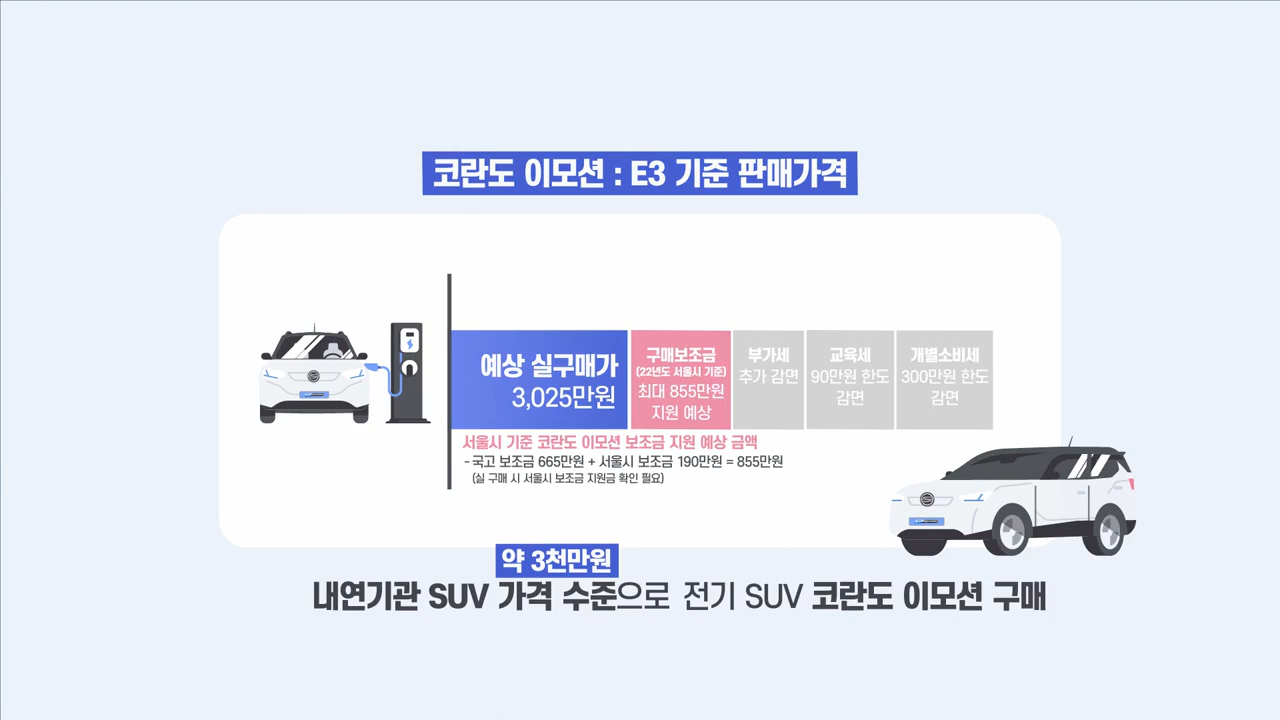 코란도 이모션 : E3 기준 판매가격
예상 실구매가
3,025만원
구매보조금
(22년도 서울시 기준)
최대 855만원
지원 예상
부가세
추가 감면
교육세
90만원 한도
감면
개별소비세
300만원 한도
감면
서울시 기준 코란도 이모션 보조금 지원 예상 금액
- 국고 보조금 665만원 + 서울시 보조금 190만원 = 855만원
(실 구매 시 서울시 보조금 지원금 확인 필요)
약 3천만원
내연기관 SUV 가격 수준으로 전기 SUV 코란도 이모션 구매